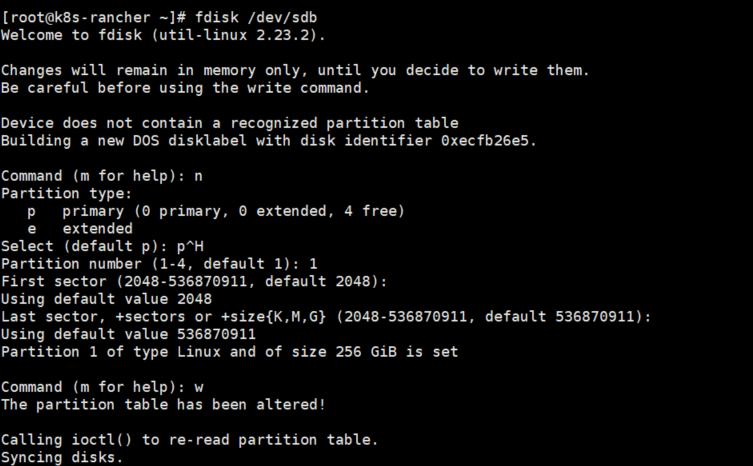 [root@k8s-rancher ~]# fdisk /dev/sdb
Welcome to fdisk (util-linux 2.23.2).

Changes will remain in memory only, until you decide to write them.
Be careful before using the write command.

Device does not contain a recognized partition table
Building a new DOS disklabel with disk identifier 0xecfb26e5.

Command (m for help): n
Partition type:
   p   primary (0 primary, 0 extended, 4 free)
   e   extended
Select (default p): p^H
Partition number (1-4, default 1): 1
First sector (2048-536870911, default 2048):
Using default value 2048
Last sector, +sectors or +size{K,M,G} (2048-536870911, default 536870911):
Using default value 536870911
Partition 1 of type Linux and of size 256 GiB is set

Command (m for help): w
The partition table has been altered!

Calling ioctl() to re-read partition table.
Syncing disks.